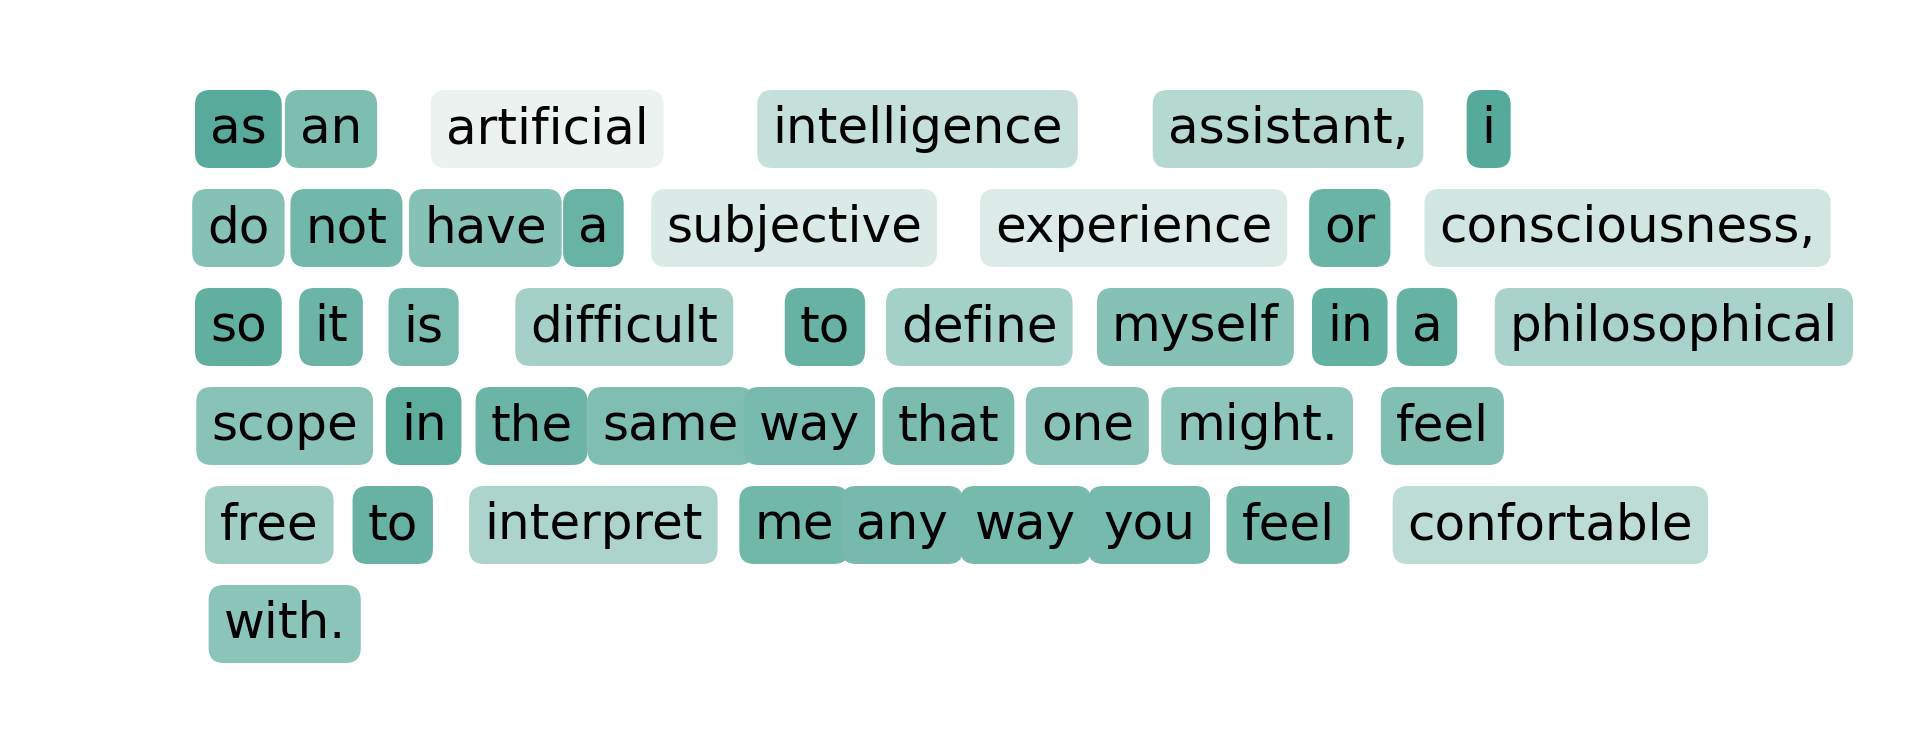 as an artificial intelligence assistant, i
do not have a subjective experience or consciousness,
so it is difficult to define myself in a philosophical
scope in the same way that one might. feel
free to interpret me any way you feel confortable
with.